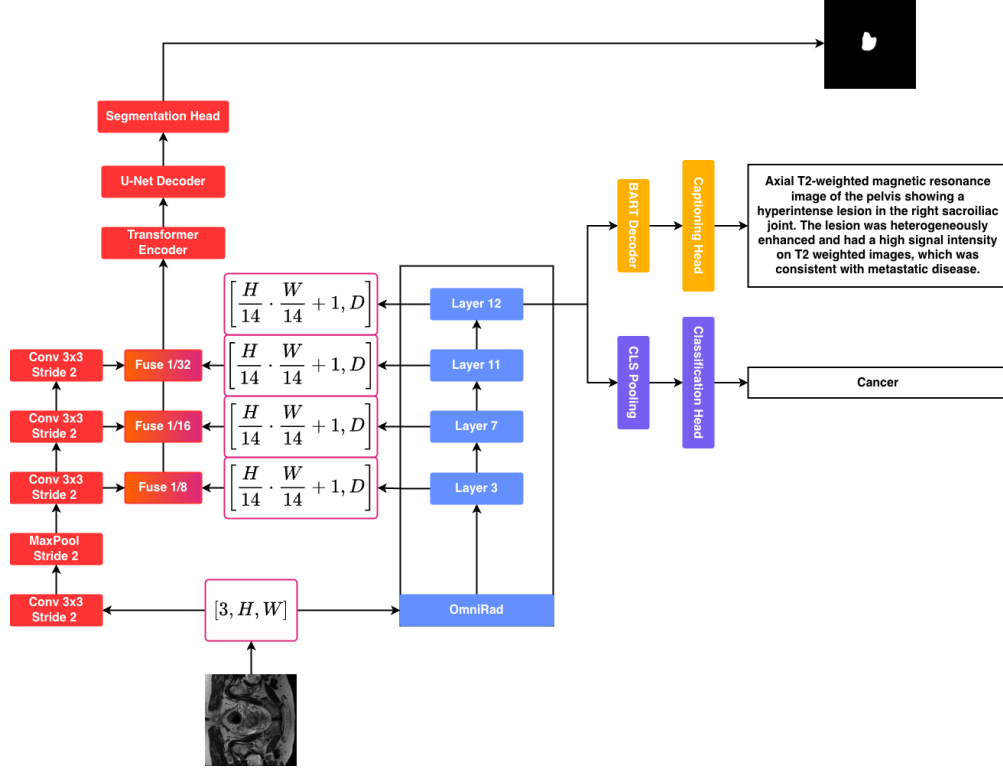 Segmentation Head
U-Net Decoder
Transformer
Encoder
BART Decoder
Captioning Head
Axial T2-weighted magnetic resonance
image of the pelvis showing a
hyperintense lesion in the right sacroiliac
joint. The lesion was heterogeneously
enhanced and had a high signal intensity
on T2 weighted images, which was
consistent with metastatic disease.
[H/14 · W/14 + 1, D]
Layer 12
Conv 3x3
Stride 2
Fuse 1/32
[H/14 · W/14 + 1, D]
Layer 11
CLS Pooling
Classification Head
Cancer
Conv 3x3
Stride 2
Fuse 1/16
[H/14 · W/14 + 1, D]
Layer 7
Conv 3x3
Stride 2
Fuse 1/8
[H/14 · W/14 + 1, D]
Layer 3
MaxPool
Stride 2
Conv 3x3
Stride 2
[3, H, W]
OmniRad